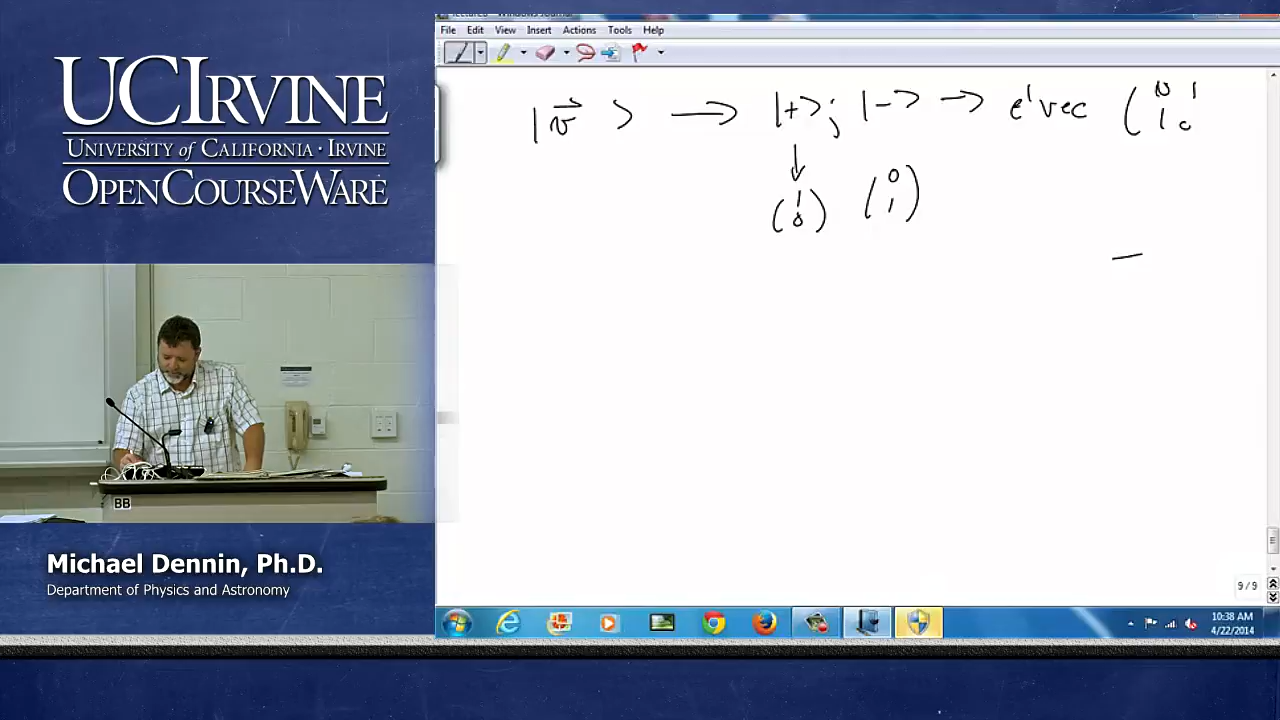 UCIRVINE
UNIVERSITY of CALIFORNIA · IRVINE
OPENCOURSEWARE
File Edit View Insert Actions Tools Help
|v⃗ > → |+>; |-> → e'vec (0 1
1 0
↓
(1 0) (0 1)
—
BB
Michael Dennin, Ph.D.
Department of Physics and Astronomy
9 / 9
10:38 AM
4/22/2014